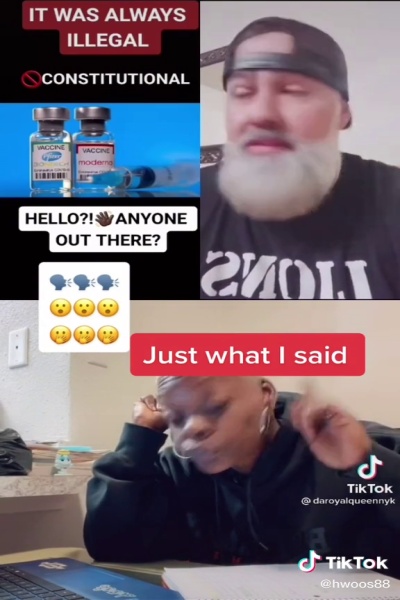 IT WAS ALWAYS
ILLEGAL
🚫CONSTITUTIONAL
VACCINE
VACCINE
moderna
HELLO?!👋🏿ANYONE
OUT THERE?
LIONS
Just what I said
TikTok
@daroyalqueennyk
TikTok
@hwoos88